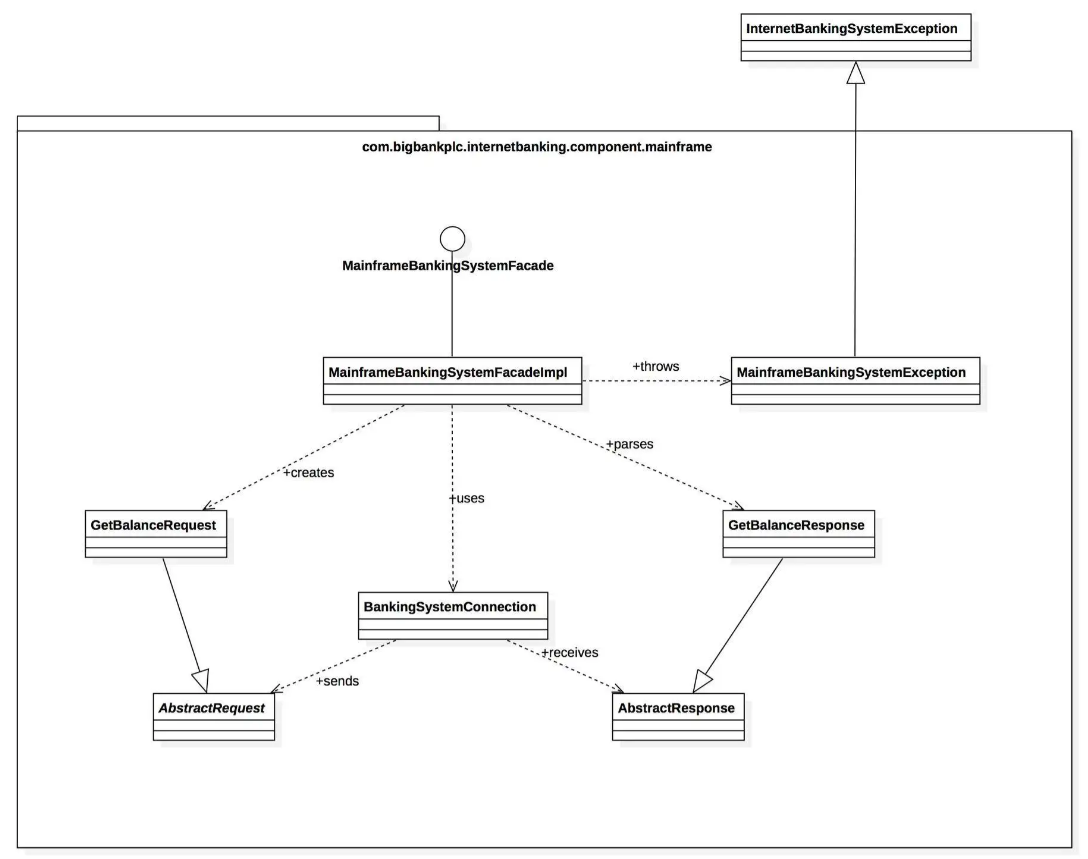 InternetBankingSystemException
com.bigbankplc.internetbanking.component.mainframe
MainframeBankingSystemFacade
MainframeBankingSystemFacadeImpl
+throws
MainframeBankingSystemException
+creates
+uses
+parses
GetBalanceRequest
GetBalanceResponse
BankingSystemConnection
+sends
+receives
AbstractRequest
AbstractResponse